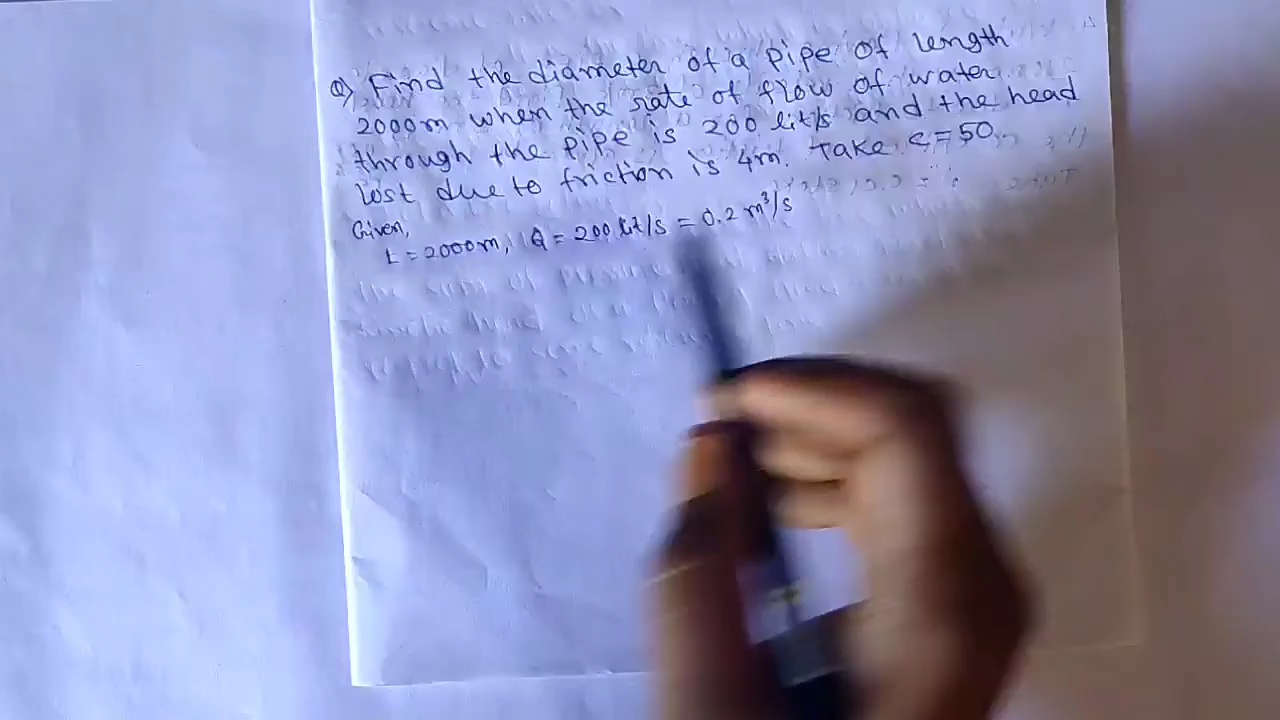 Q) Find the diameter of a pipe of length
2000m when the rate of flow of water
through the pipe is 200 lit/s and the head
lost due to friction is 4m. Take c=50.
Given,
L=2000m, Q=200 lit/s = 0.2 m³/s